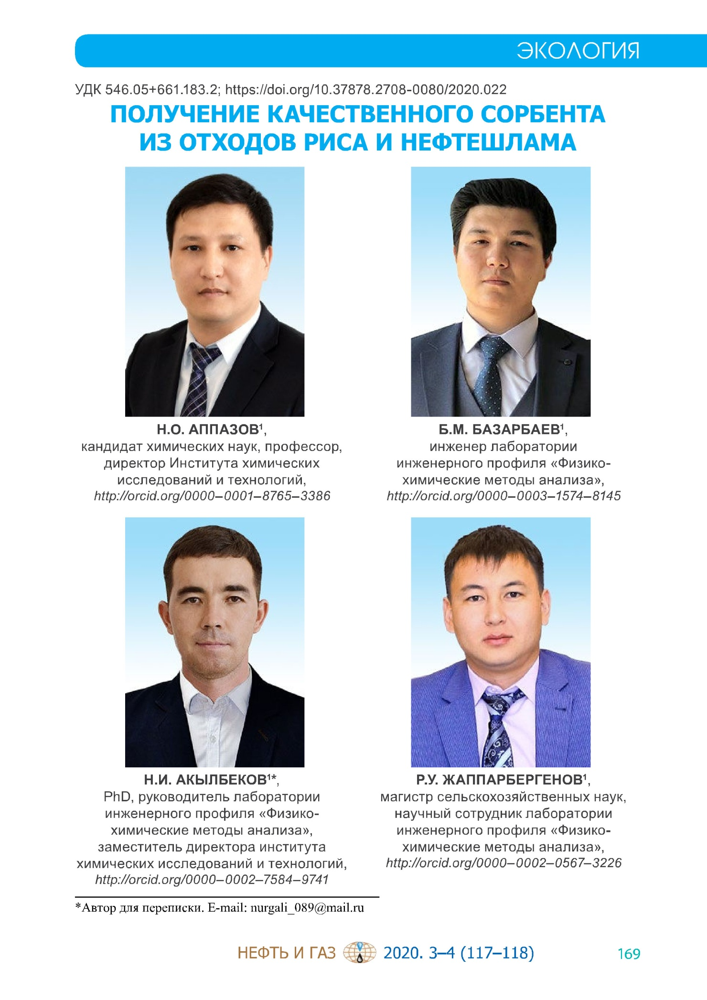 ЭКОЛОГИЯ
УДК 546.05+661.183.2; https://doi.org/10.37878.2708-0080/2020.022
ПОЛУЧЕНИЕ КАЧЕСТВЕННОГО СОРБЕНТА
ИЗ ОТХОДОВ РИСА И НЕФТЕШЛАМА
Н.О. АППАЗОВ¹,
кандидат химических наук, профессор,
директор Института химических
исследований и технологий,
http://orcid.org/0000–0001–8765–3386
Б.М. БАЗАРБАЕВ¹,
инженер лаборатории
инженерного профиля «Физико-
химические методы анализа»,
http://orcid.org/0000–0003–1574–8145
Н.И. АКЫЛБЕКОВ¹*,
PhD, руководитель лаборатории
инженерного профиля «Физико-
химические методы анализа»,
заместитель директора института
химических исследований и технологий,
http://orcid.org/0000–0002–7584–9741
Р.У. ЖАППАРБЕРГЕНОВ¹,
магистр сельскохозяйственных наук,
научный сотрудник лаборатории
инженерного профиля «Физико-
химические методы анализа»,
http://orcid.org/0000–0002–0567–3226
*Автор для переписки. E-mail: nurgali_089@mail.ru
НЕФТЬ И ГАЗ 2020. 3–4 (117–118) 169